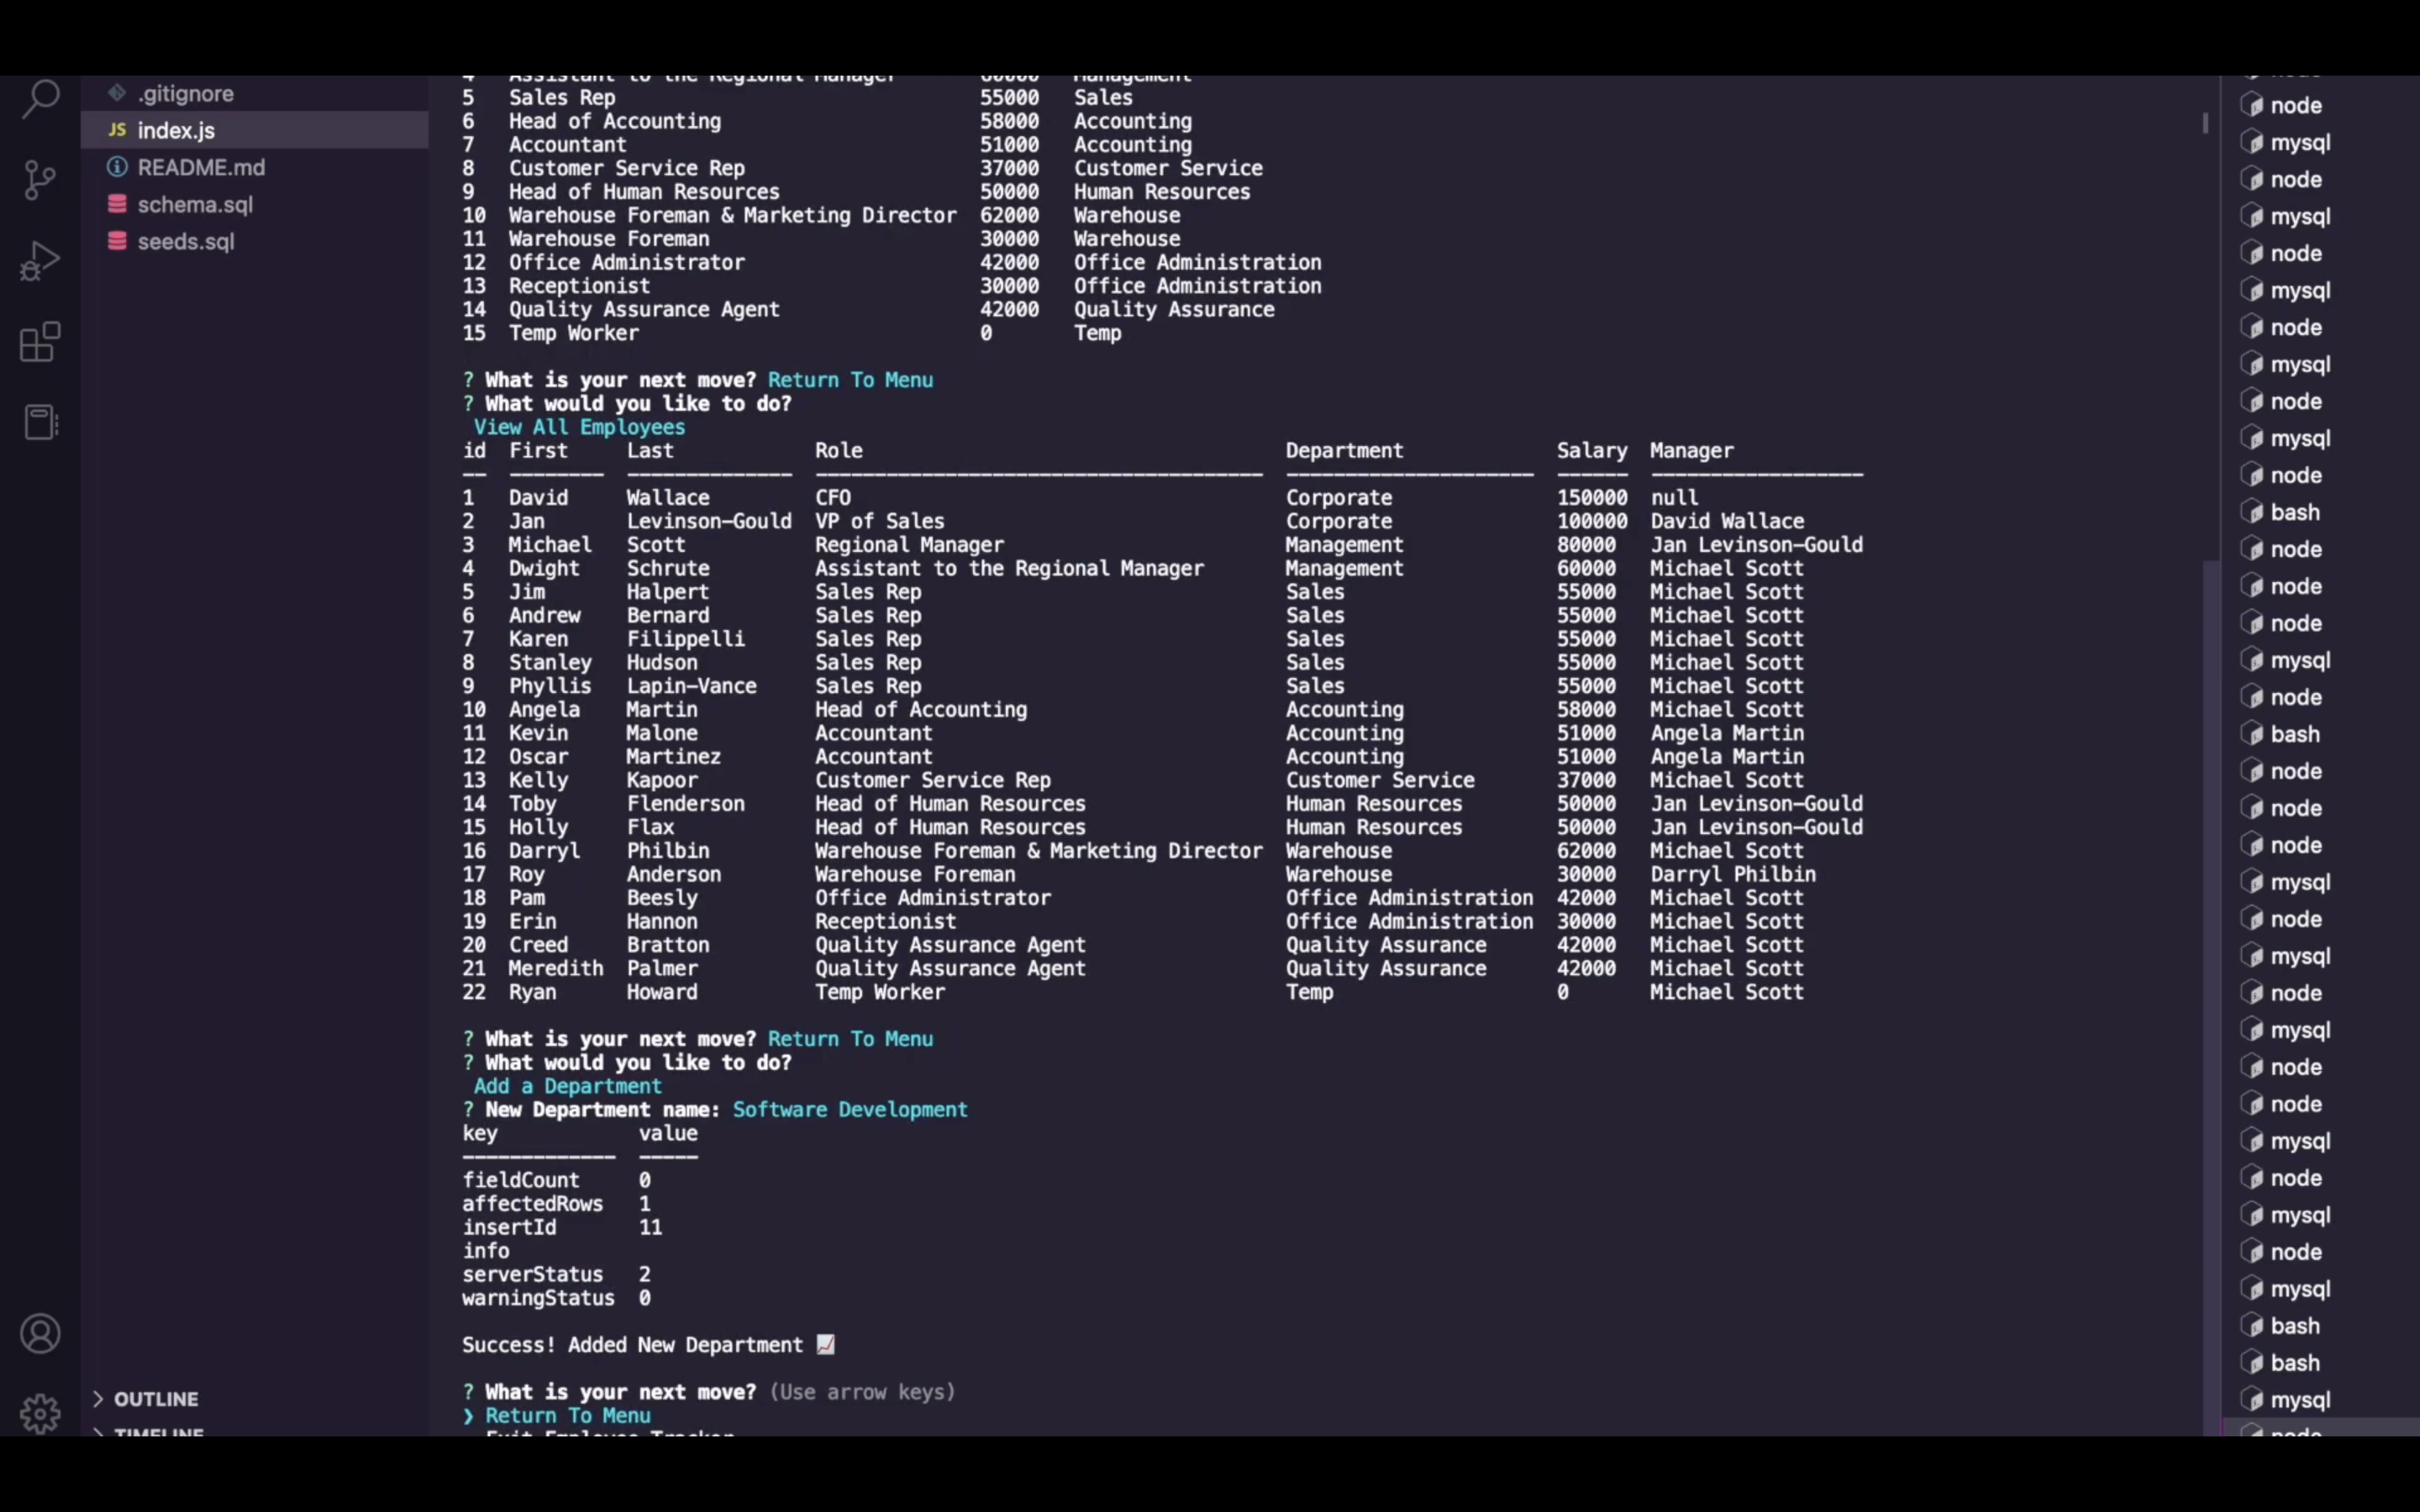 .gitignore
index.js
README.md
schema.sql
seeds.sql
OUTLINE
TIMELINE
4 Assistant to the Regional Manager 60000 Management
5 Sales Rep 55000 Sales
6 Head of Accounting 58000 Accounting
7 Accountant 51000 Accounting
8 Customer Service Rep 37000 Customer Service
9 Head of Human Resources 50000 Human Resources
10 Warehouse Foreman & Marketing Director 62000 Warehouse
11 Warehouse Foreman 30000 Warehouse
12 Office Administrator 42000 Office Administration
13 Receptionist 30000 Office Administration
14 Quality Assurance Agent 42000 Quality Assurance
15 Temp Worker 0 Temp
? What is your next move? Return To Menu
? What would you like to do?
View All Employees
id First Last Role Department Salary Manager
1 David Wallace CFO Corporate 150000 null
2 Jan Levinson-Gould VP of Sales Corporate 100000 David Wallace
3 Michael Scott Regional Manager Management 80000 Jan Levinson-Gould
4 Dwight Schrute Assistant to the Regional Manager Management 60000 Michael Scott
5 Jim Halpert Sales Rep Sales 55000 Michael Scott
6 Andrew Bernard Sales Rep Sales 55000 Michael Scott
7 Karen Filippelli Sales Rep Sales 55000 Michael Scott
8 Stanley Hudson Sales Rep Sales 55000 Michael Scott
9 Phyllis Lapin-Vance Sales Rep Sales 55000 Michael Scott
10 Angela Martin Head of Accounting Accounting 58000 Michael Scott
11 Kevin Malone Accountant Accounting 51000 Angela Martin
12 Oscar Martinez Accountant Accounting 51000 Angela Martin
13 Kelly Kapoor Customer Service Rep Customer Service 37000 Michael Scott
14 Toby Flenderson Head of Human Resources Human Resources 50000 Jan Levinson-Gould
15 Holly Flax Head of Human Resources Human Resources 50000 Jan Levinson-Gould
16 Darryl Philbin Warehouse Foreman & Marketing Director Warehouse 62000 Michael Scott
17 Roy Anderson Warehouse Foreman Warehouse 30000 Darryl Philbin
18 Pam Beesly Office Administrator Office Administration 42000 Michael Scott
19 Erin Hannon Receptionist Office Administration 30000 Michael Scott
20 Creed Bratton Quality Assurance Agent Quality Assurance 42000 Michael Scott
21 Meredith Palmer Quality Assurance Agent Quality Assurance 42000 Michael Scott
22 Ryan Howard Temp Worker Temp 0 Michael Scott
? What is your next move? Return To Menu
? What would you like to do?
Add a Department
? New Department name: Software Development
key value
fieldCount 0
affectedRows 1
insertId 11
info
serverStatus 2
warningStatus 0
Success! Added New Department 📈
? What is your next move? (Use arrow keys)
❯ Return To Menu
Exit Employee Tracker
node
node
mysql
node
mysql
node
mysql
node
mysql
node
mysql
node
bash
node
node
node
mysql
node
bash
node
node
node
mysql
node
mysql
node
mysql
node
node
mysql
node
mysql
node
mysql
bash
bash
mysql
node